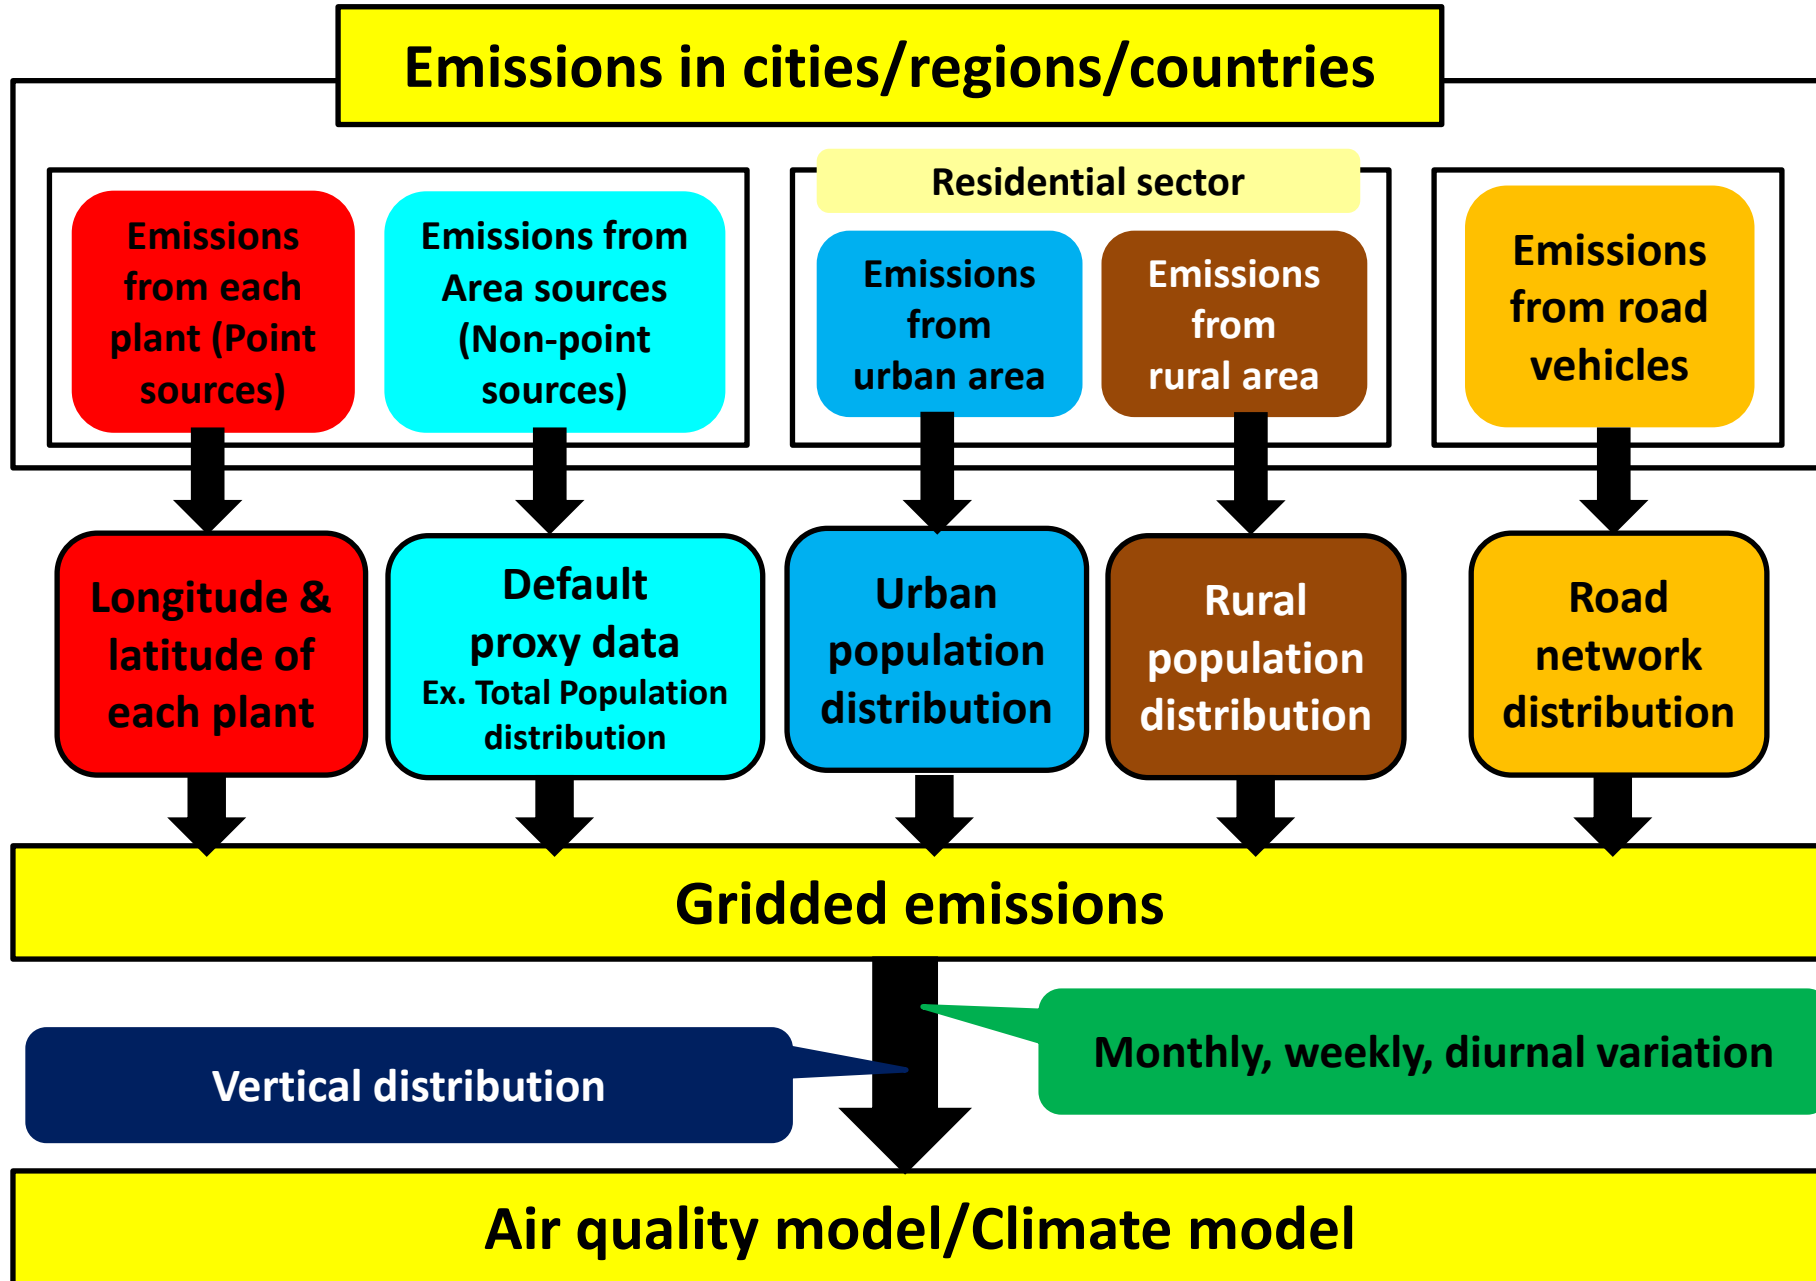 Emissions in cities/regions/countries
Emissions
from each
plant (Point
sources)
Emissions from
Area sources
(Non-point
sources)
Residential sector
Emissions
from
urban area
Emissions
from
rural area
Emissions
from road
vehicles
Longitude &
latitude of
each plant
Default
proxy data
Ex. Total Population
distribution
Urban
population
distribution
Rural
population
distribution
Road
network
distribution
Gridded emissions
Vertical distribution
Monthly, weekly, diurnal variation
Air quality model/Climate model